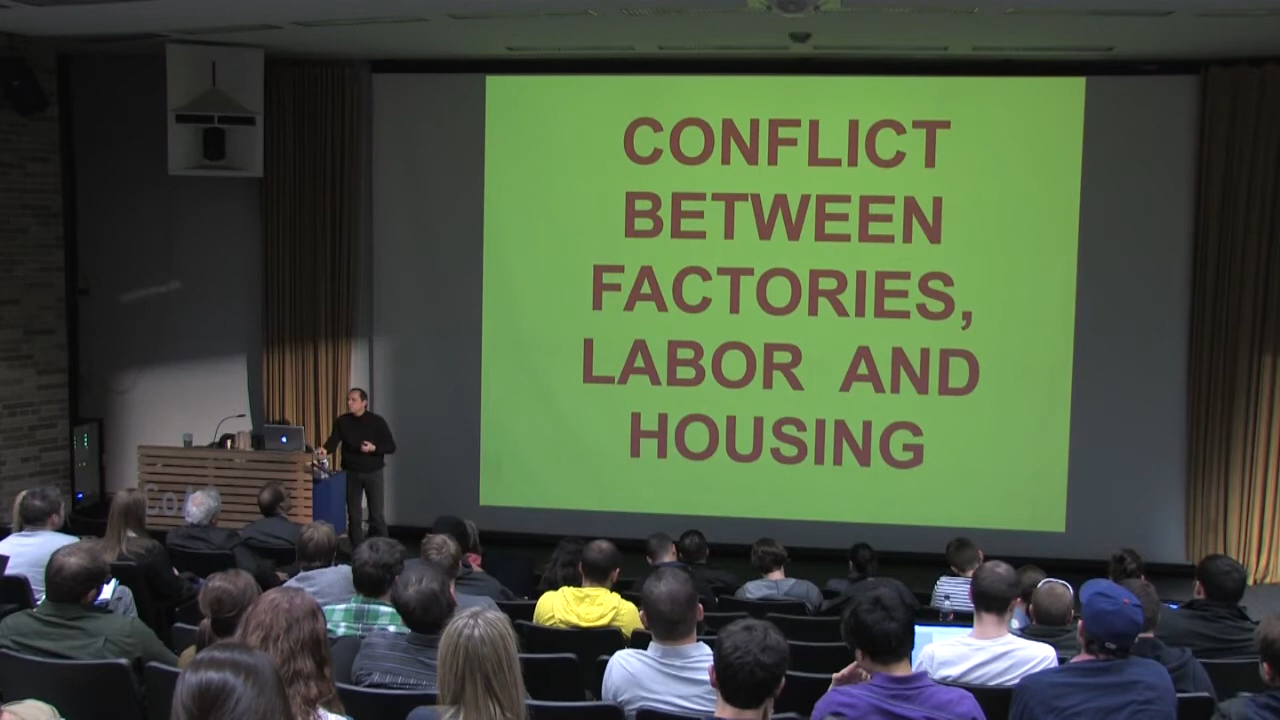 CONFLICT
BETWEEN
FACTORIES,
LABOR AND
HOUSING